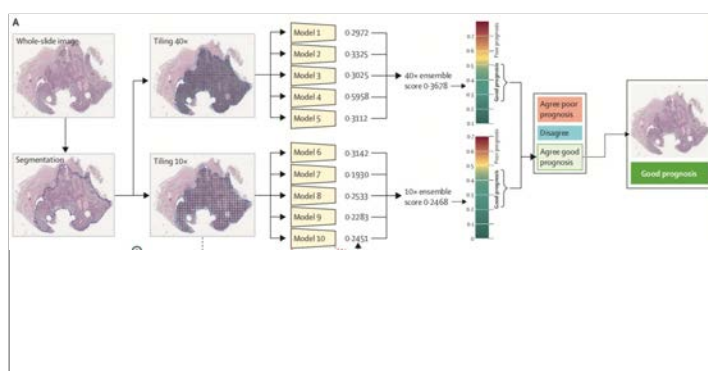 A
Whole-slide image
Tiling 40×
Model 1 0·2972
Model 2 0·3325
Model 3 0·3025
Model 4 0·5958
Model 5 0·3112
40× ensemble
score 0·3678
Poor prognosis
Good prognosis
Segmentation
Tiling 10×
Model 6 0·3142
Model 7 0·1930
Model 8 0·2533
Model 9 0·2283
Model 10 0·2451
10× ensemble
score 0·2468
Poor prognosis
Good prognosis
Agree poor
prognosis
Disagree
Agree good
prognosis
Good prognosis